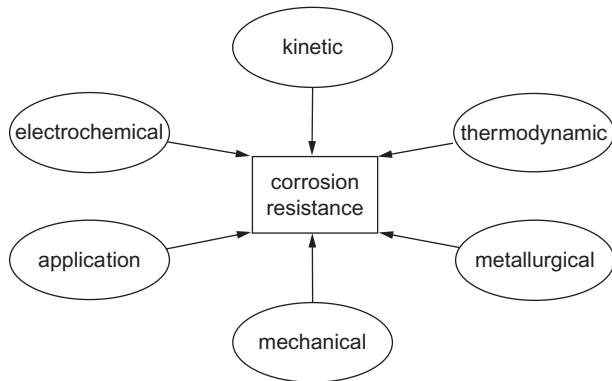 kinetic
electrochemical
thermodynamic
corrosion
resistance
application
metallurgical
mechanical